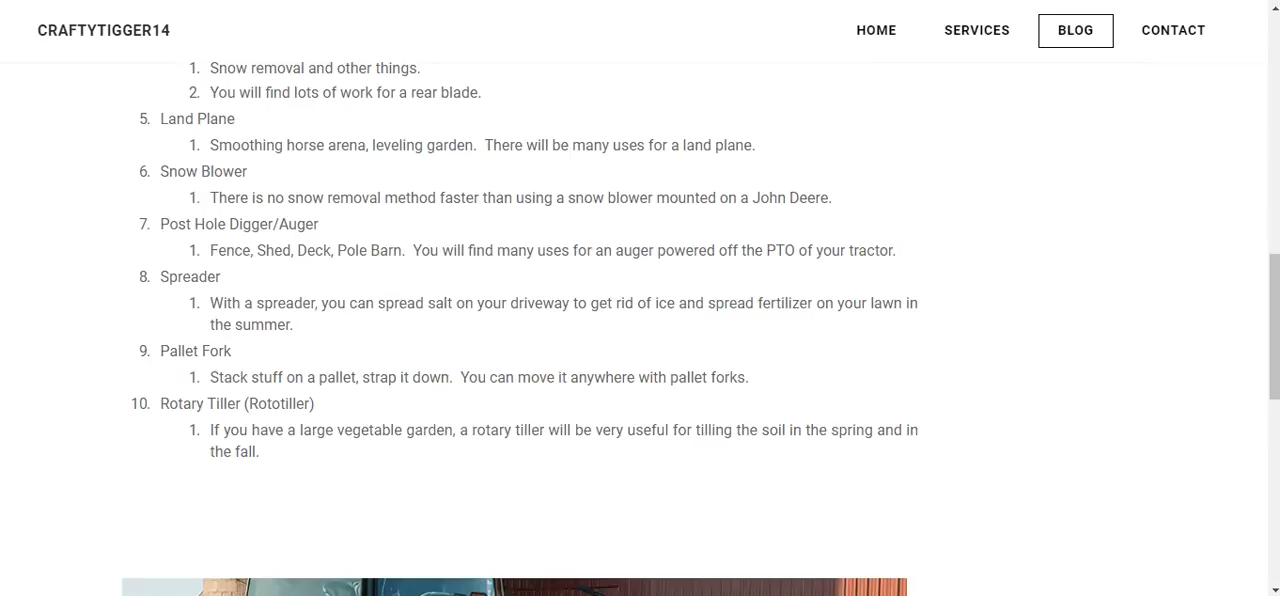 CRAFTYTIGGER14 HOME SERVICES BLOG CONTACT
1. Snow removal and other things.
2. You will find lots of work for a rear blade.
5. Land Plane
1. Smoothing horse arena, leveling garden.  There will be many uses for a land plane.
6. Snow Blower
1. There is no snow removal method faster than using a snow blower mounted on a John Deere.
7. Post Hole Digger/Auger
1. Fence, Shed, Deck, Pole Barn.  You will find many uses for an auger powered off the PTO of your tractor.
8. Spreader
1. With a spreader, you can spread salt on your driveway to get rid of ice and spread fertilizer on your lawn in
the summer.
9. Pallet Fork
1. Stack stuff on a pallet, strap it down.  You can move it anywhere with pallet forks.
10. Rotary Tiller (Rototiller)
1. If you have a large vegetable garden, a rotary tiller will be very useful for tilling the soil in the spring and in
the fall.